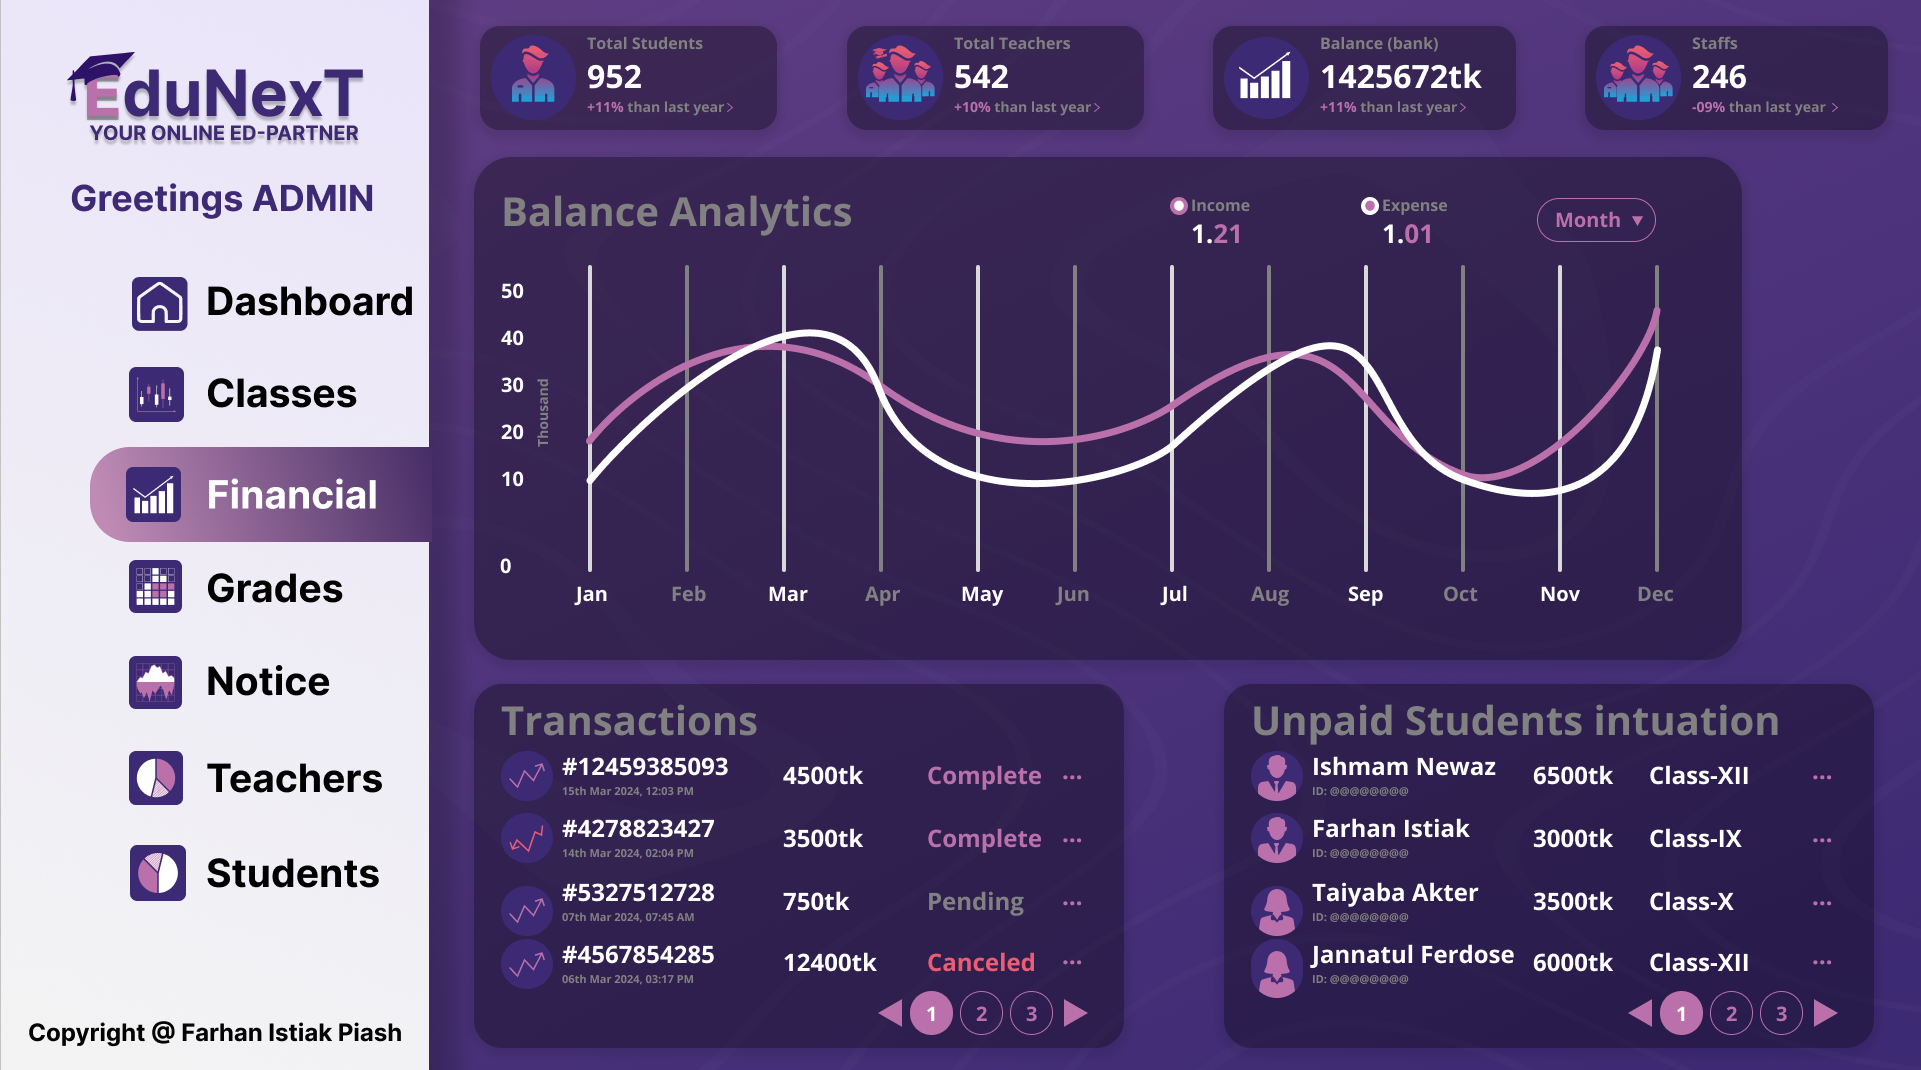 EduNexT
YOUR ONLINE ED-PARTNER
Greetings ADMIN
Dashboard
Classes
Financial
Grades
Notice
Teachers
Students
Copyright @ Farhan Istiak Piash
Total Students
952
+11% than last year>
Total Teachers
542
+10% than last year>
Balance (bank)
1425672tk
+11% than last year>
Staffs
246
-09% than last year >
Balance Analytics
Income
1.21
Expense
1.01
Month ▼
50
40
30
20
10
0
Thousand
Jan Feb Mar Apr May Jun Jul Aug Sep Oct Nov Dec
Transactions
#12459385093 4500tk Complete ...
15th Mar 2024, 12:03 PM
#4278823427 3500tk Complete ...
14th Mar 2024, 02:04 PM
#5327512728 750tk Pending ...
07th Mar 2024, 07:45 AM
#4567854285 12400tk Canceled ...
06th Mar 2024, 03:17 PM
1 2 3
Unpaid Students intuation
Ishmam Newaz 6500tk Class-XII ...
ID: @@@@@@@@
Farhan Istiak 3000tk Class-IX ...
ID: @@@@@@@@
Taiyaba Akter 3500tk Class-X ...
ID: @@@@@@@@
Jannatul Ferdose 6000tk Class-XII ...
ID: @@@@@@@@
1 2 3